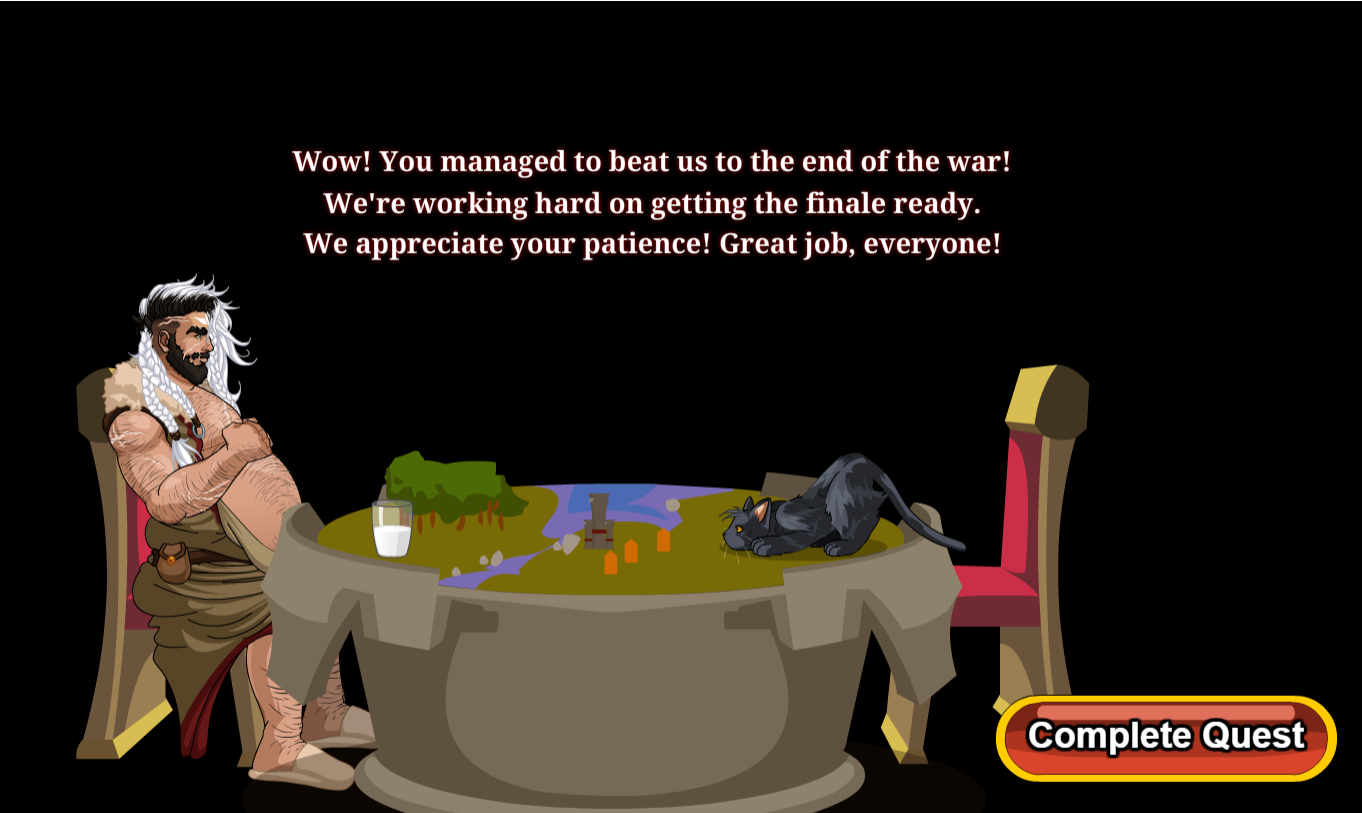 Wow! You managed to beat us to the end of the war!
We're working hard on getting the finale ready.
We appreciate your patience! Great job, everyone!
Complete Quest